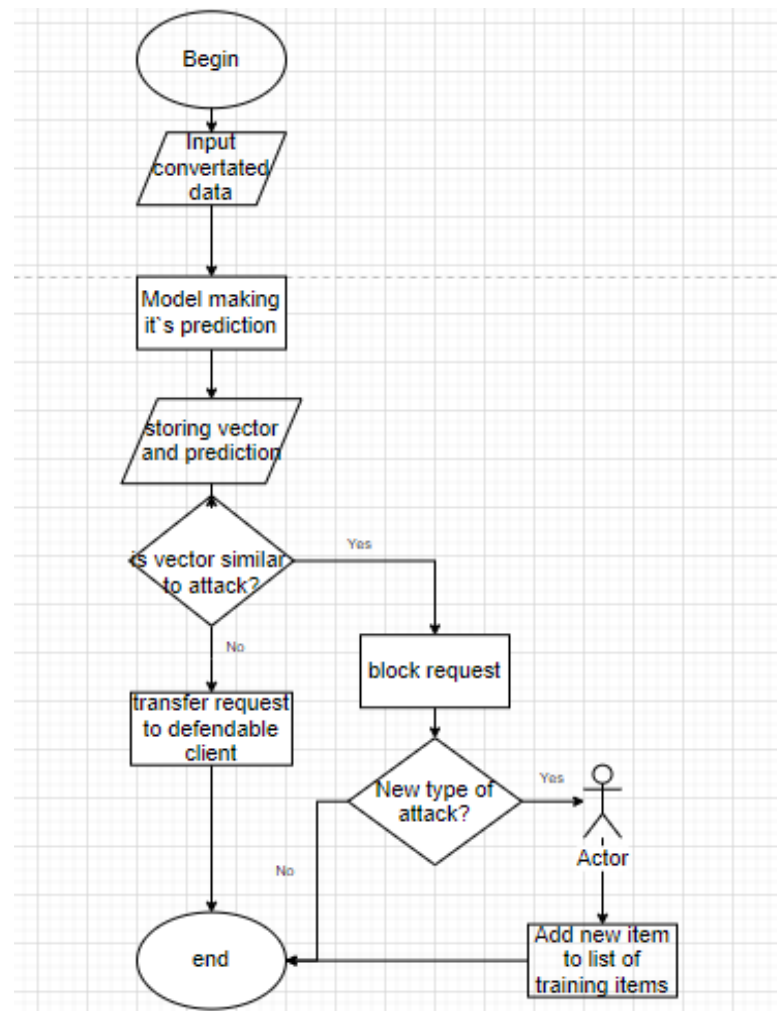 Begin
Input
convertated
data
Model making
it`s prediction
storing vector
and prediction
is vector similar
to attack?
Yes
No
block request
transfer request
to defendable
client
New type of
attack?
Yes
Actor
No
Add new item
to list of
training items
end